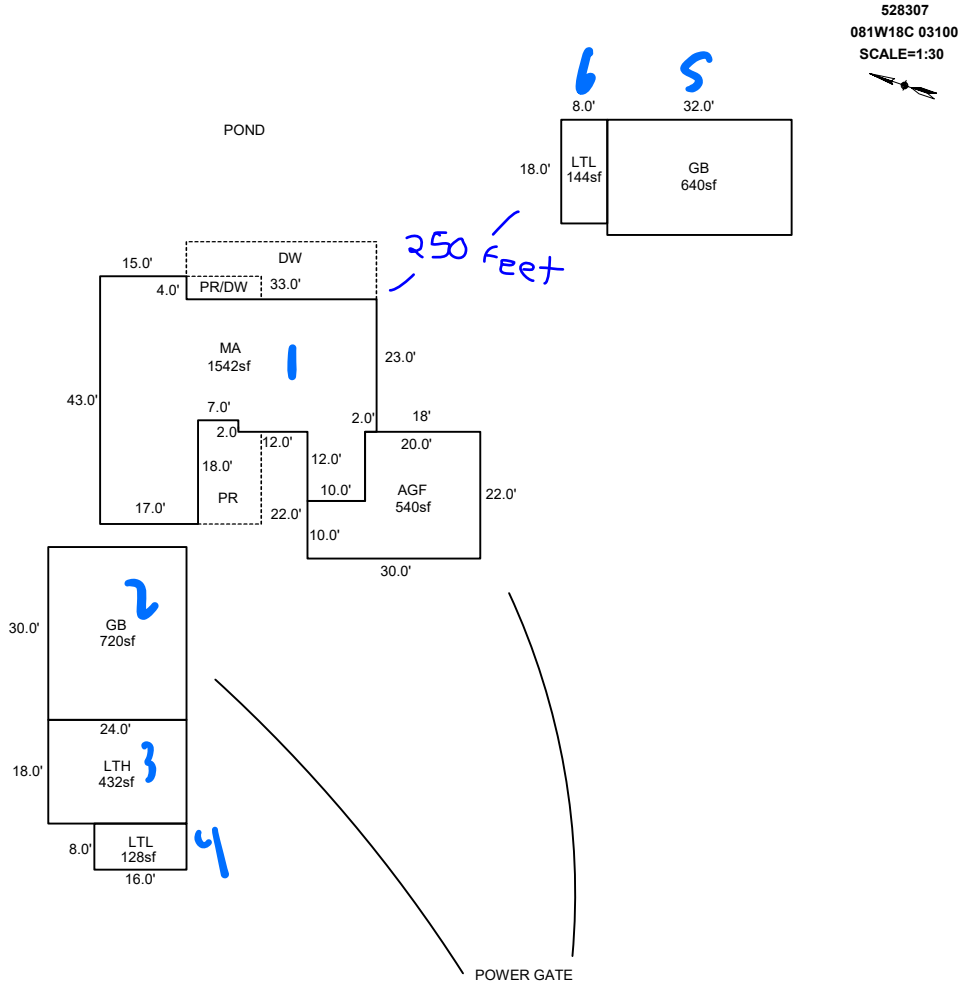 528307
081W18C 03100
SCALE=1:30
6
5
8.0'
32.0'
POND
18.0'
LTL
144sf
GB
640sf
250 FEET
DW
15.0'
4.0'
PR/DW
33.0'
MA
1542sf
1
23.0'
43.0'
7.0'
2.0
2.0'
18'
12.0'
20.0'
18.0'
12.0'
10.0'
AGF
540sf
22.0'
17.0'
PR
22.0'
10.0'
30.0'
2
30.0'
GB
720sf
24.0'
18.0'
LTH
432sf
3
8.0'
LTL
128sf
4
16.0'
POWER GATE